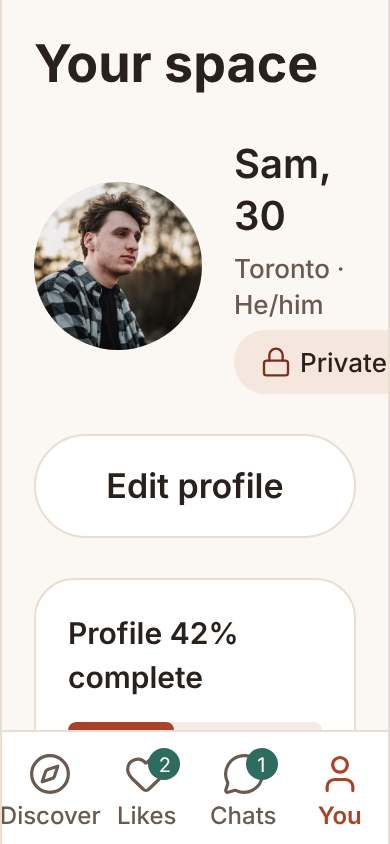 Your space
Sam,
30
Toronto ·
He/him
Private
Edit profile
Profile 42%
complete
2
1
Discover
Likes
Chats
You